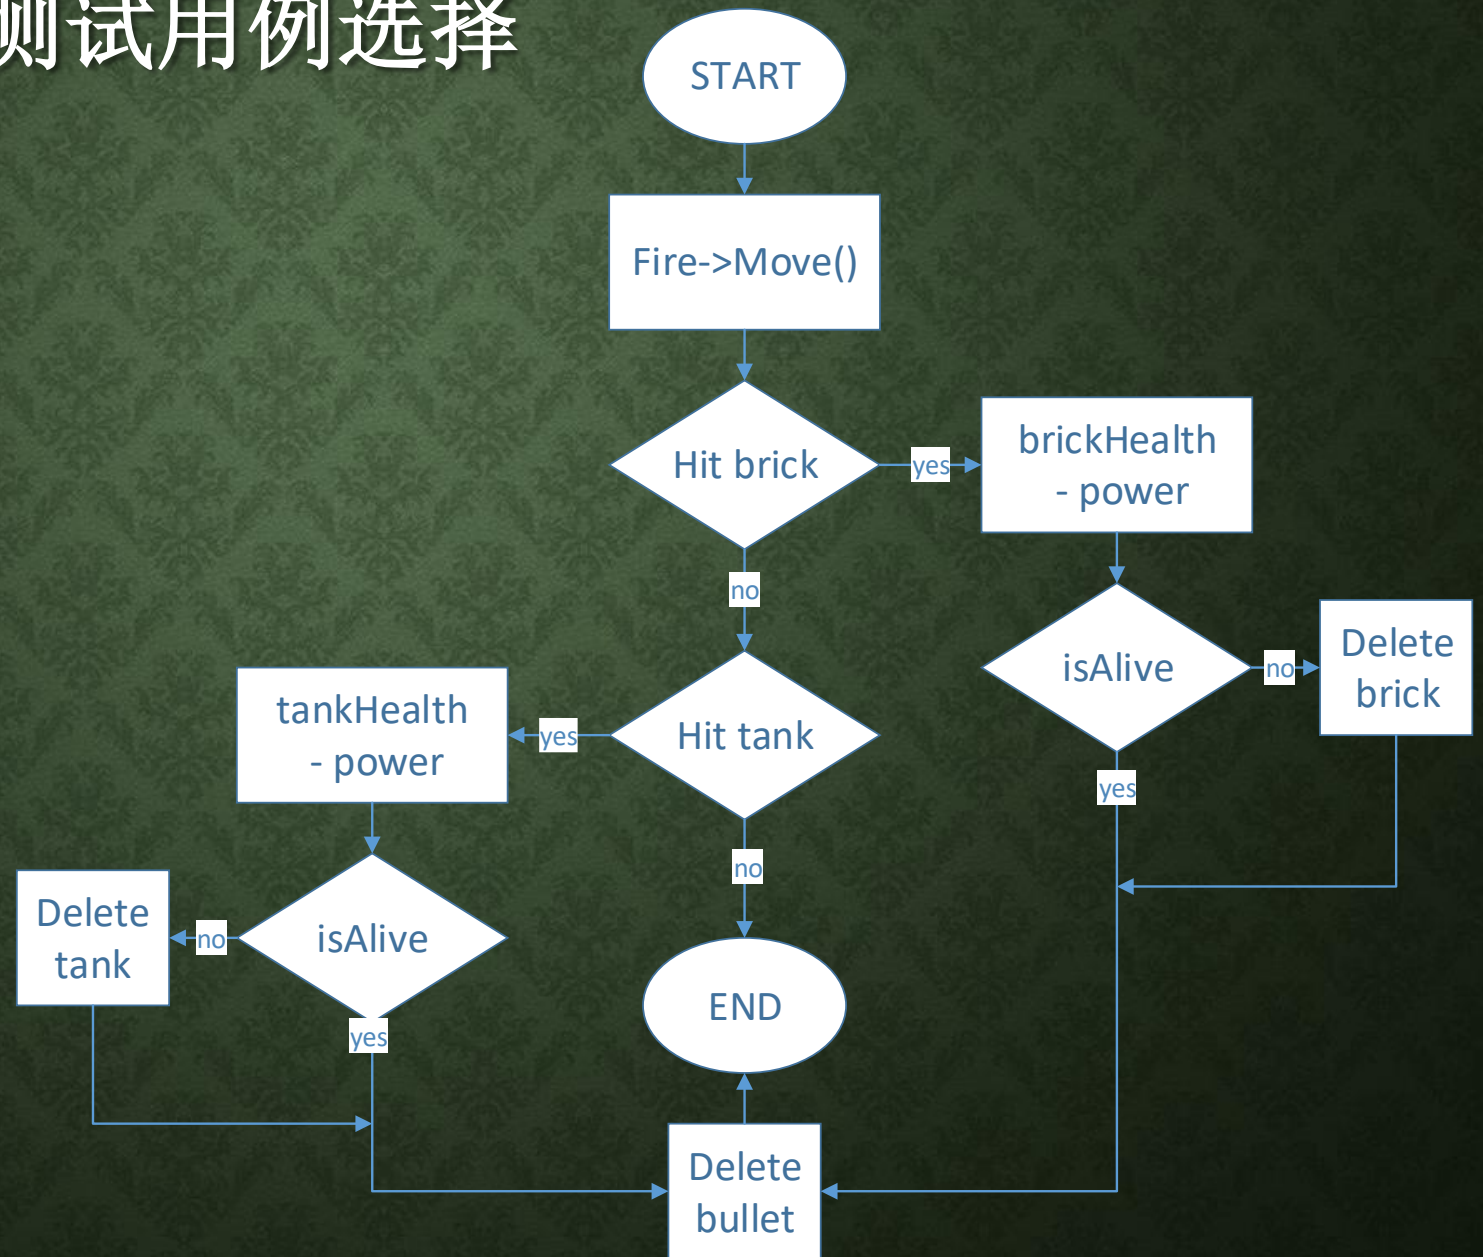 测试用例选择
START
Fire->Move()
Hit brick
yes
brickHealth
- power
no
isAlive
no
Delete
brick
yes
Hit tank
yes
tankHealth
- power
no
isAlive
no
Delete
tank
yes
END
Delete
bullet